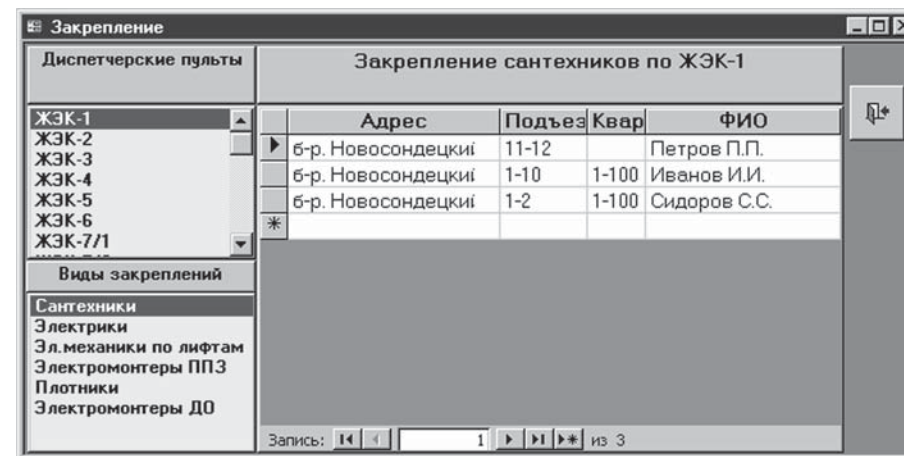 Закрепление
Диспетчерские пульты
Закрепление сантехников по ЖЭК-1
ЖЭК-1
ЖЭК-2
ЖЭК-3
ЖЭК-4
ЖЭК-5
ЖЭК-6
ЖЭК-7/1
Виды закреплений
Сантехники
Электрики
Эл.механики по лифтам
Электромонтеры ППЗ
Плотники
Электромонтеры ДО
Адрес Подъез Квар ФИО
б-р. Новосондецкий 11-12 Петров П.П.
б-р. Новосондецкий 1-10 1-100 Иванов И.И.
б-р. Новосондецкий 1-2 1-100 Сидоров С.С.
Запись: 1 из 3